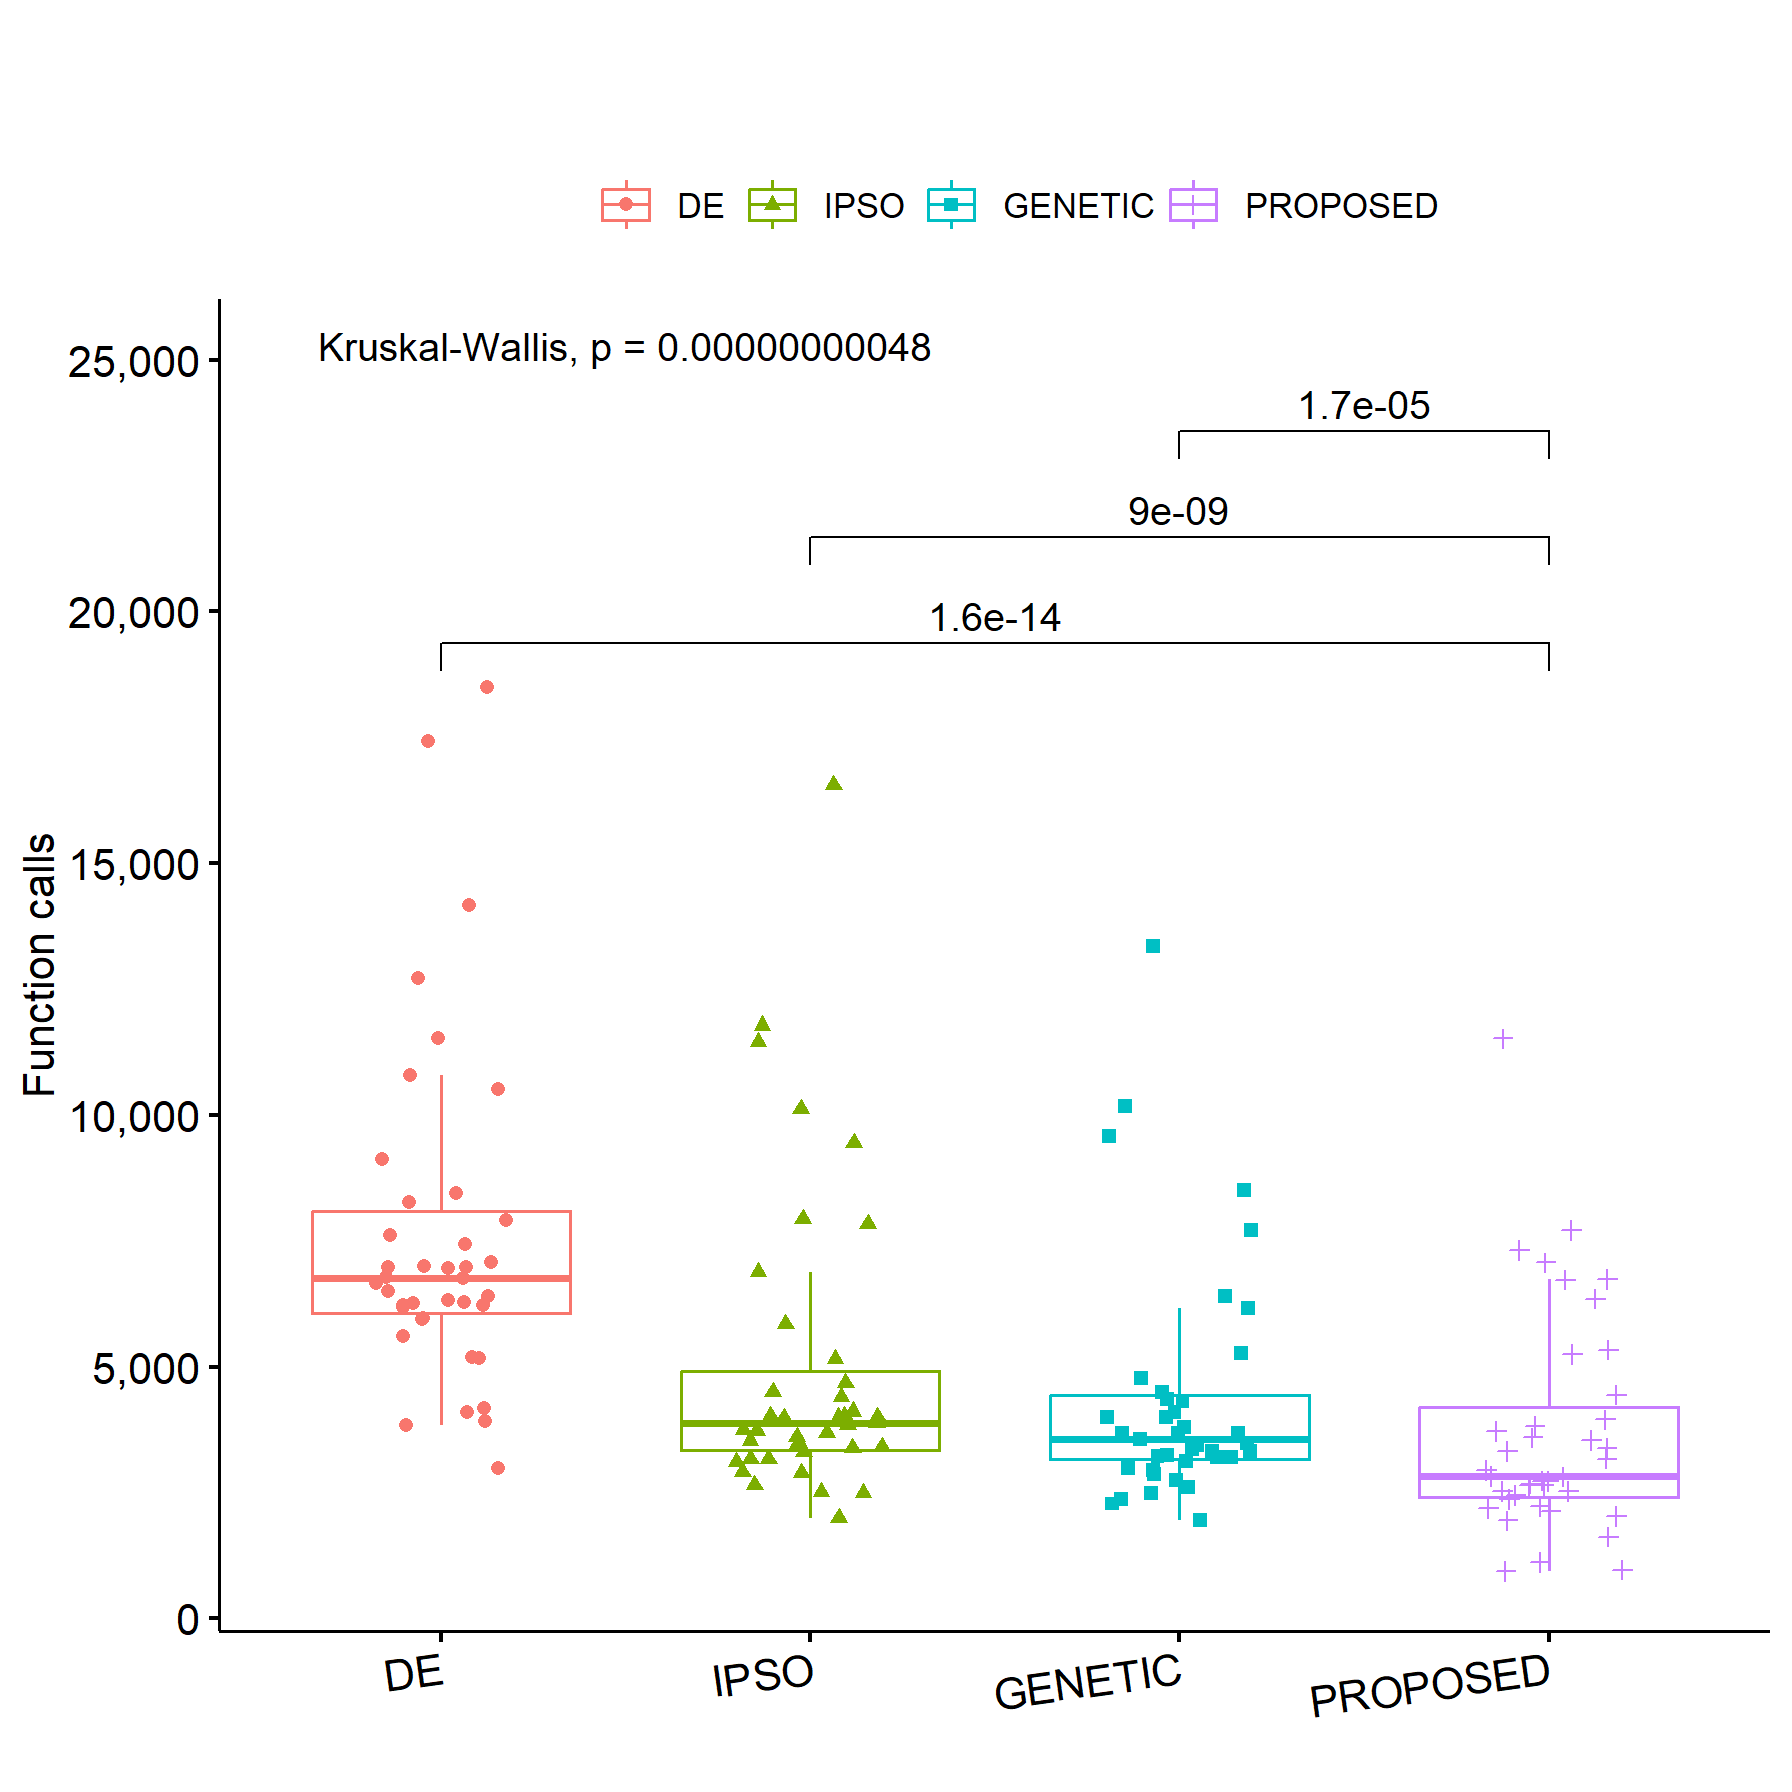 DE IPSO GENETIC PROPOSED
Kruskal-Wallis, p = 0.00000000048
1.7e-05
9e-09
1.6e-14
Function calls
25,000
20,000
15,000
10,000
5,000
0
DE IPSO GENETIC PROPOSED